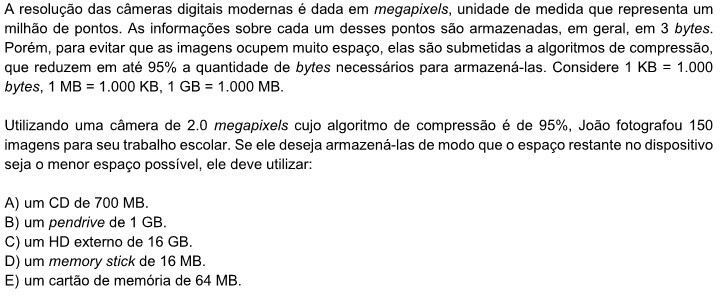 A resolução das câmeras digitais modernas é dada em megapixels, unidade de medida que representa um
milhão de pontos. As informações sobre cada um desses pontos são armazenadas, em geral, em 3 bytes.
Porém, para evitar que as imagens ocupem muito espaço, elas são submetidas a algoritmos de compressão,
que reduzem em até 95% a quantidade de bytes necessários para armazená-las. Considere 1 KB = 1.000
bytes, 1 MB = 1.000 KB, 1 GB = 1.000 MB.
Utilizando uma câmera de 2.0 megapixels cujo algoritmo de compressão é de 95%, João fotografou 150
imagens para seu trabalho escolar. Se ele deseja armazená-las de modo que o espaço restante no dispositivo
seja o menor espaço possível, ele deve utilizar:
A) um CD de 700 MB.
B) um pendrive de 1 GB.
C) um HD externo de 16 GB.
D) um memory stick de 16 MB.
E) um cartão de memória de 64 MB.